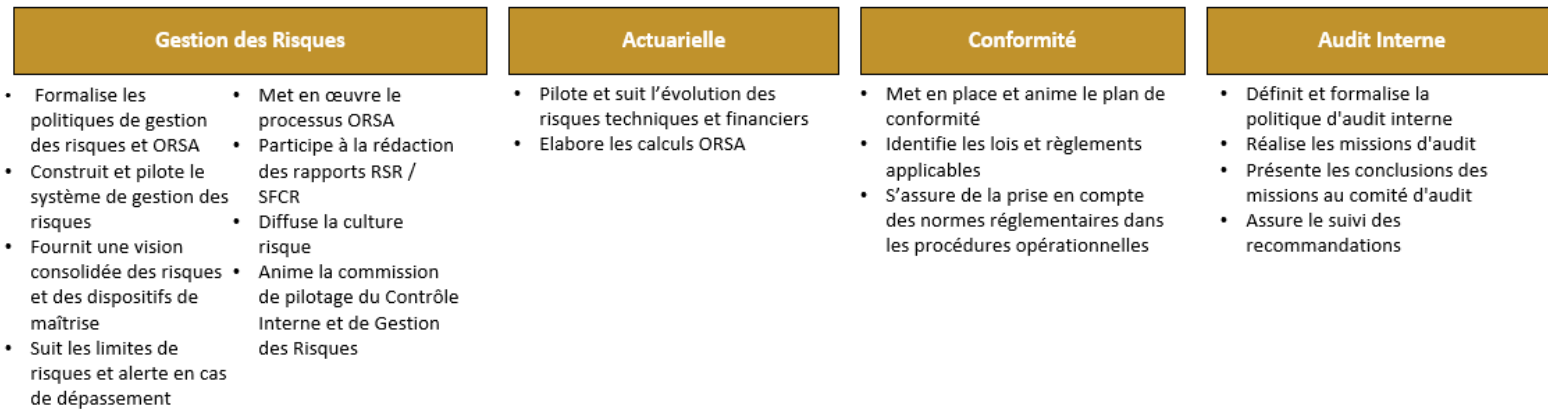 Gestion des Risques
• Formalise les
politiques de gestion
des risques et ORSA
• Construit et pilote le
système de gestion des
risques
• Fournit une vision
consolidée des risques
et des dispositifs de
maîtrise
• Suit les limites de
risques et alerte en cas
de dépassement
• Met en œuvre le
processus ORSA
• Participe à la rédaction
des rapports RSR /
SFCR
• Diffuse la culture
risque
• Anime la commission
de pilotage du Contrôle
Interne et de Gestion
des Risques
Actuarielle
• Pilote et suit l’évolution des
risques techniques et financiers
• Elabore les calculs ORSA
Conformité
• Met en place et anime le plan de
conformité
• Identifie les lois et règlements
applicables
• S’assure de la prise en compte
des normes réglementaires dans
les procédures opérationnelles
Audit Interne
• Définit et formalise la
politique d'audit interne
• Réalise les missions d'audit
• Présente les conclusions des
missions au comité d'audit
• Assure le suivi des
recommandations